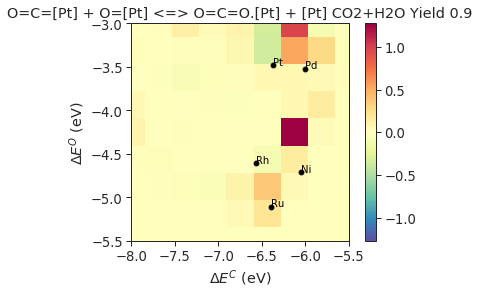 O=C=[Pt] + O=[Pt] <=> O=C=O.[Pt] + [Pt] CO2+H2O Yield 0.9
−3.0
−3.5
−4.0
−4.5
−5.0
−5.5
ΔE^O (eV)
Pt
Pd
Rh
Ni
Ru
−8.0 −7.5 −7.0 −6.5 −6.0 −5.5
ΔE^C (eV)
1.0
0.5
0.0
−0.5
−1.0